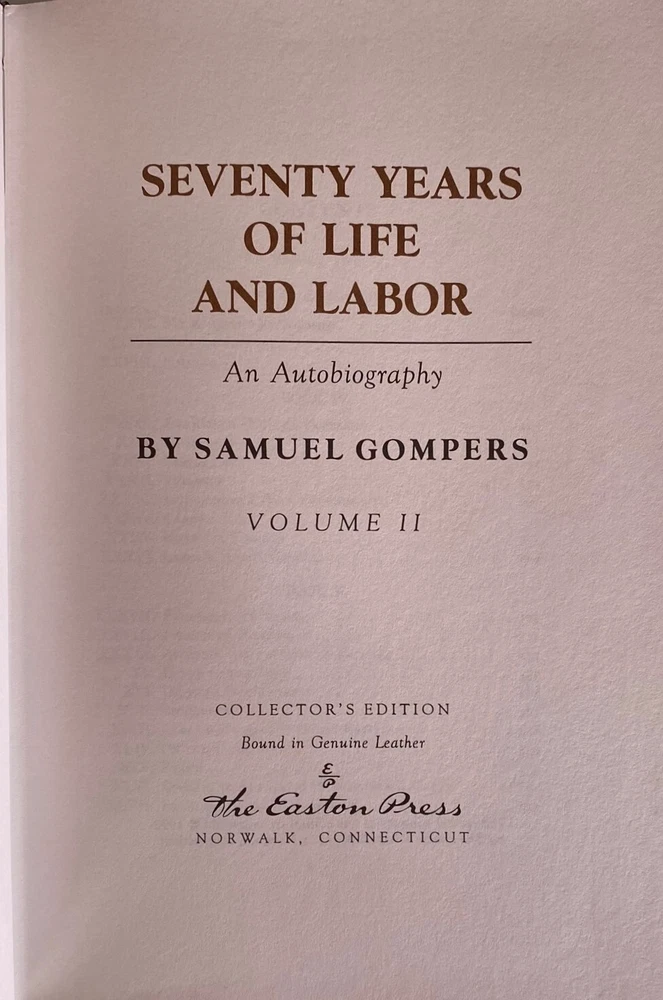 SEVENTY YEARS
OF LIFE
AND LABOR
An Autobiography
BY SAMUEL GOMPERS
VOLUME II
COLLECTOR'S EDITION
Bound in Genuine Leather
E
P
The Easton Press
NORWALK, CONNECTICUT